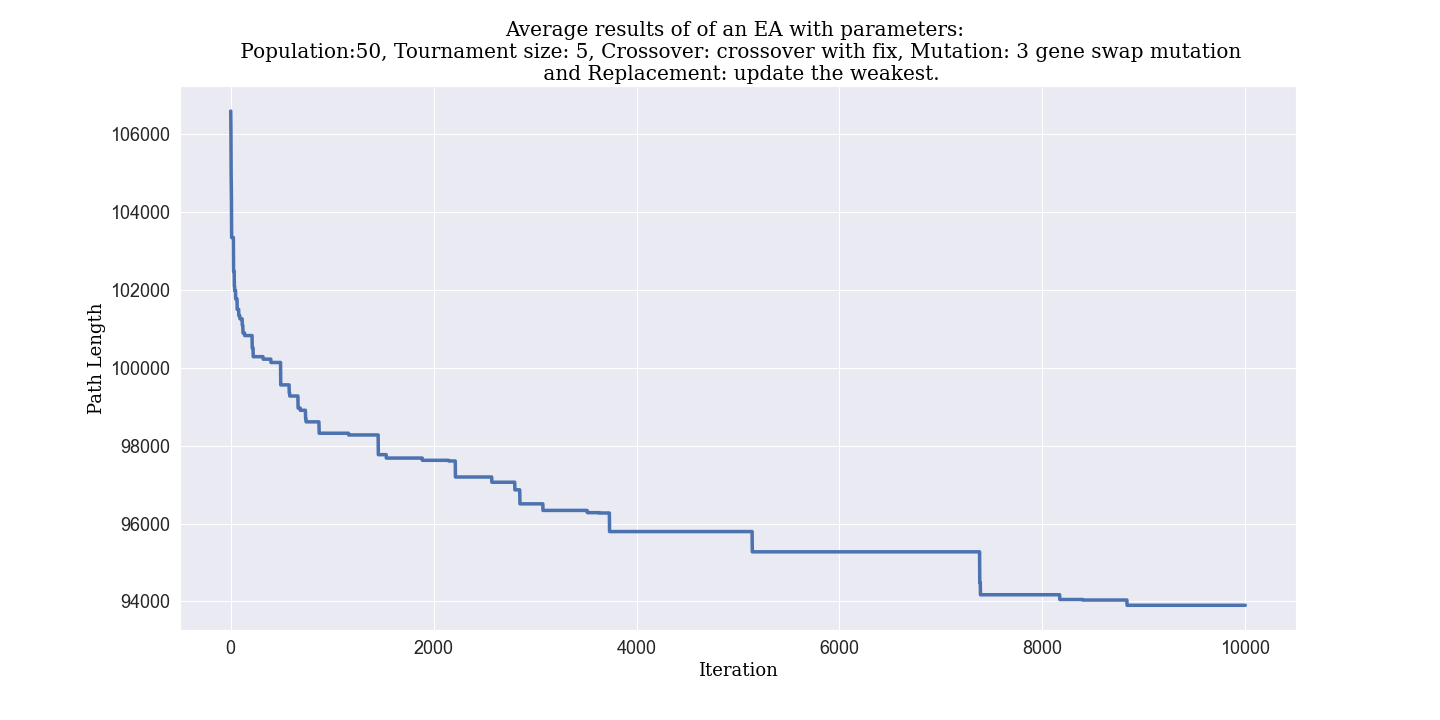 Average results of of an EA with parameters:
Population:50, Tournament size: 5, Crossover: crossover with fix, Mutation: 3 gene swap mutation
and Replacement: update the weakest.
106000
104000
102000
100000
98000
96000
94000
Path Length
0 2000 4000 6000 8000 10000
Iteration